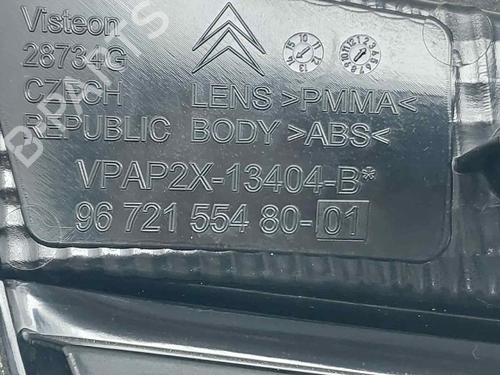 Visteon
28734G
CZECH LENS >PMMA<
REPUBLIC BODY >ABS<
VPAP2X-13404-B*
96 721 554 80-01